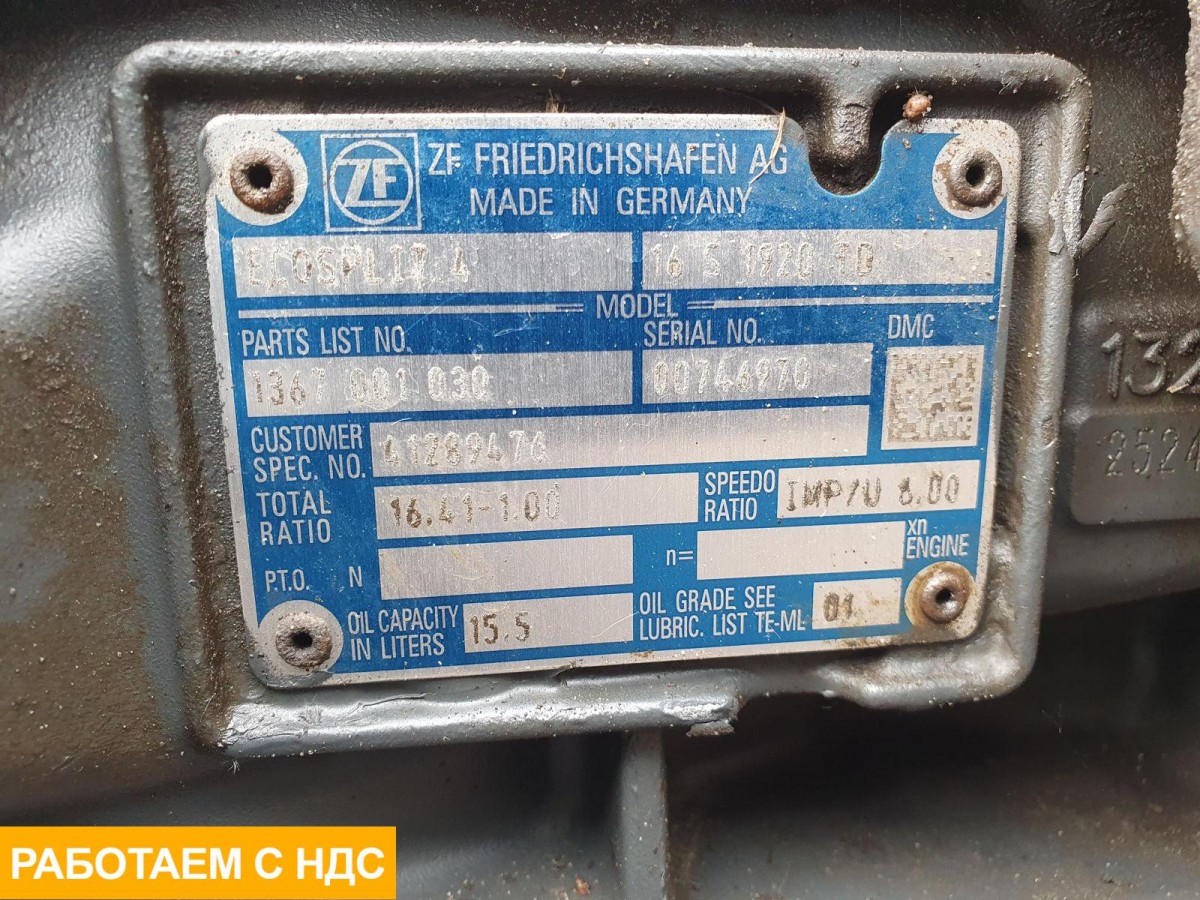 ZF
ZF FRIEDRICHSHAFEN AG
MADE IN GERMANY
ECOSPLIT 4
16 S 1920 TD
MODEL
PARTS LIST NO.
SERIAL NO.
DMC
1367 001 030
00746970
CUSTOMER
SPEC. NO.
41289476
TOTAL
RATIO
16.41-1.00
SPEEDO
RATIO
IMP/U 8.00
P.T.O. N
n=
xn
ENGINE
OIL CAPACITY
IN LITERS
15.5
OIL GRADE SEE
LUBRIC. LIST TE-ML
01
132
2524
РАБОТАЕМ С НДС